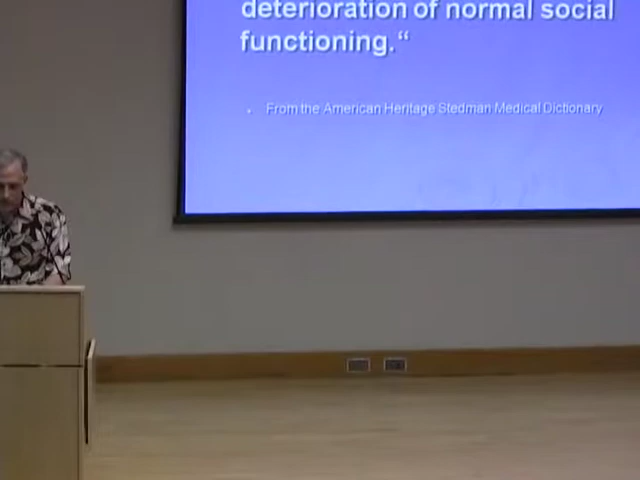 deterioration of normal social
functioning.“
• From the American Heritage Stedman Medical Dictionary